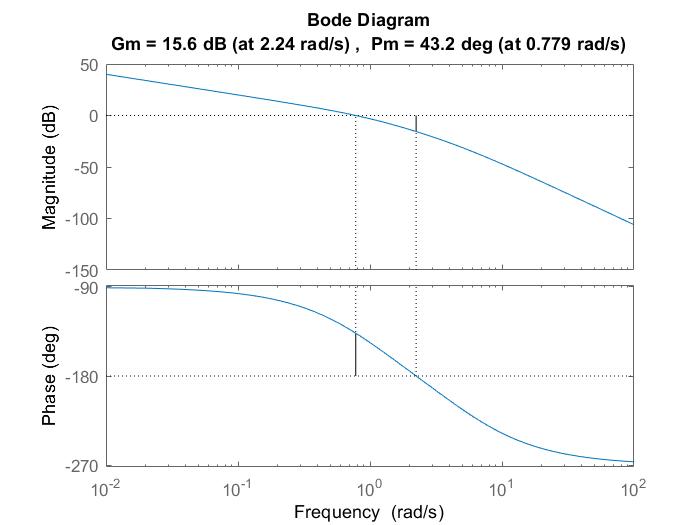 Bode Diagram
Gm = 15.6 dB (at 2.24 rad/s) ,  Pm = 43.2 deg (at 0.779 rad/s)
50
0
-50
-100
-150
Magnitude (dB)
-90
-180
-270
Phase (deg)
10^-2 10^-1 10^0 10^1 10^2
Frequency  (rad/s)